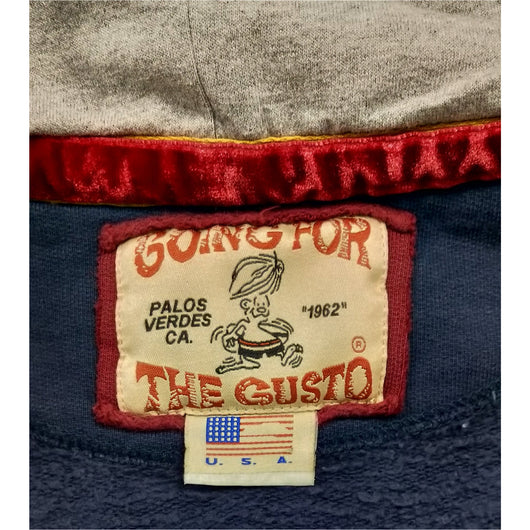 GOING FOR
PALOS
VERDES
CA.
"1962"
®
THE GUSTO
U. S. A.